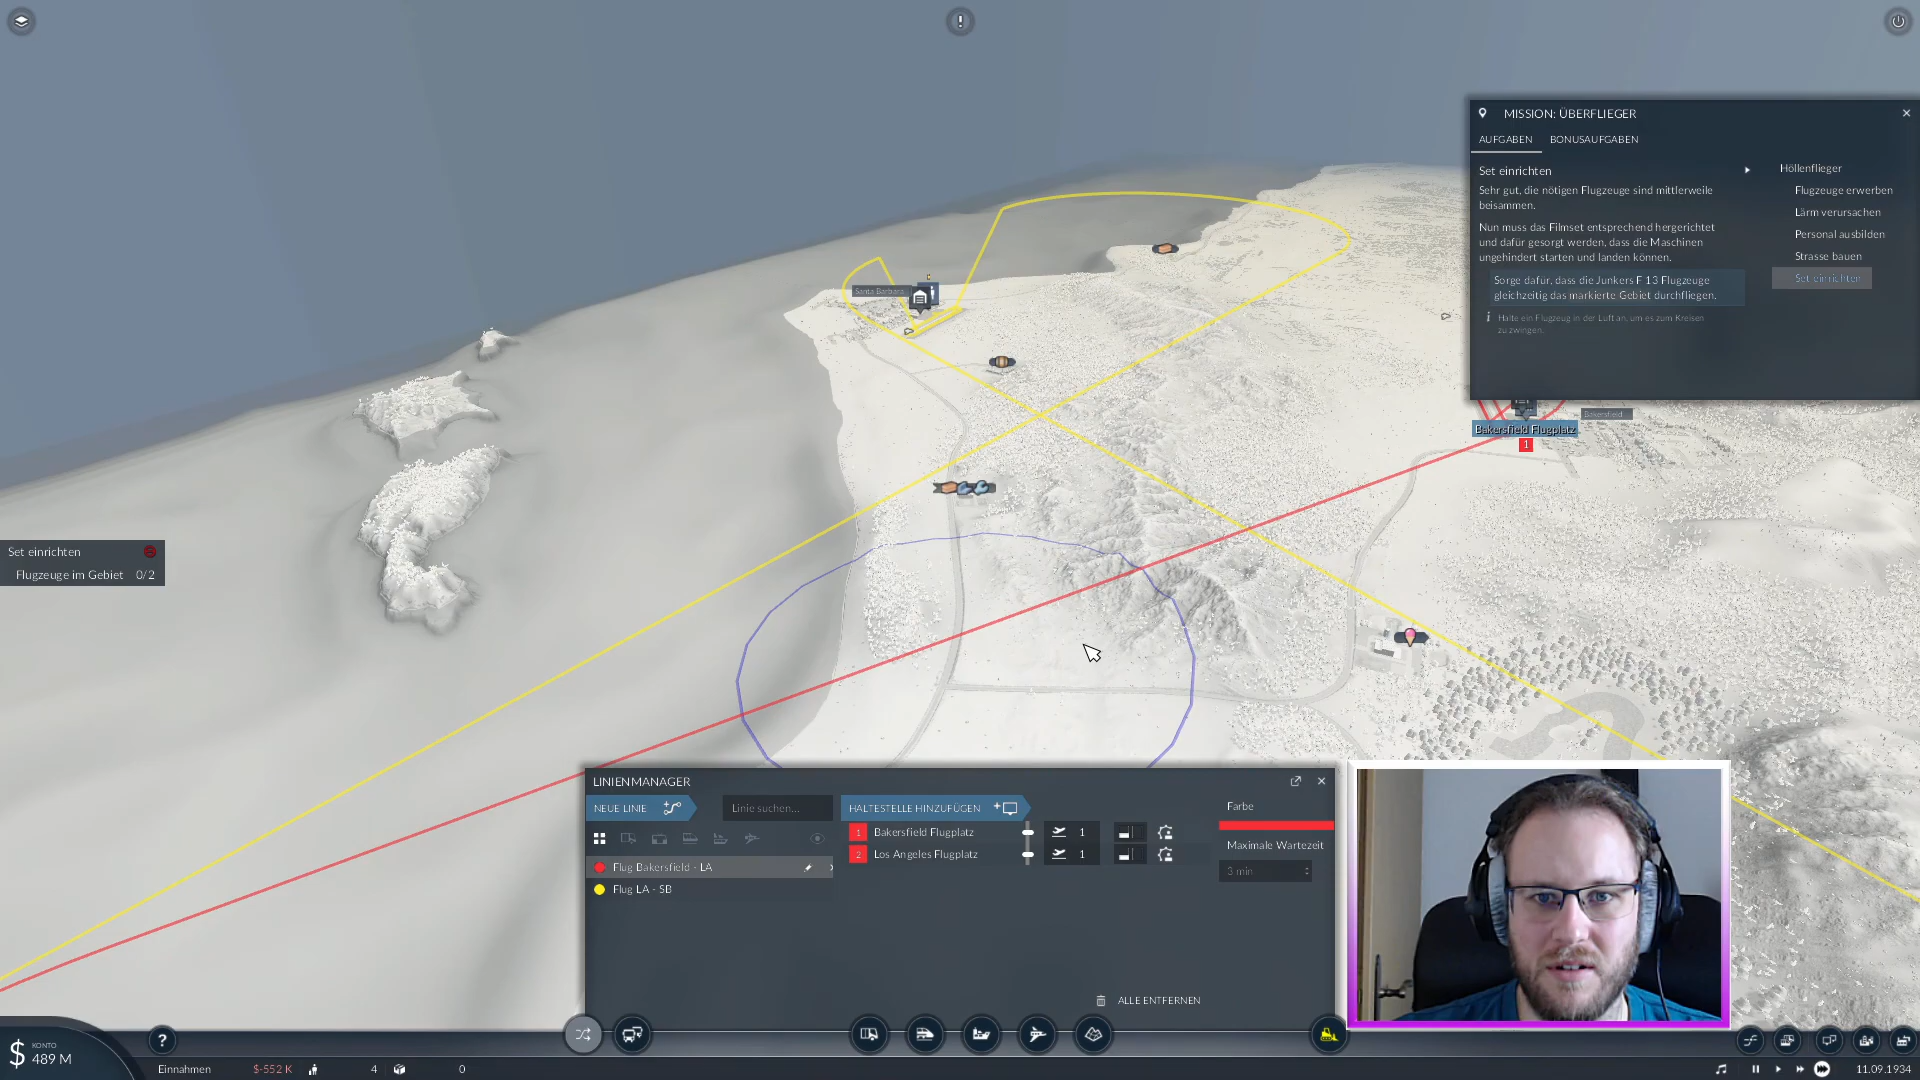 MISSION: ÜBERFLIEGER
AUFGABEN
BONUSAUFGABEN
Set einrichten
Sehr gut, die nötigen Flugzeuge sind mittlerweile
beisammen.
Nun muss das Filmset entsprechend hergerichtet
und dafür gesorgt werden, dass die Maschinen
ungehindert starten und landen können.
Sorge dafür, dass die Junkers F 13 Flugzeuge
gleichzeitig das markierte Gebiet durchfliegen.
Halte ein Flugzeug in der Luft an, um es zum Kreisen
zu zwingen.
Höllenflieger
Flugzeuge erwerben
Lärm verursachen
Personal ausbilden
Strasse bauen
Set einrichten
Santa Barbara
Bakersfield
Bakersfield Flugplatz
1
Set einrichten
Flugzeuge im Gebiet 0/2
LINIENMANAGER
NEUE LINIE
Linie suchen...
HALTESTELLE HINZUFÜGEN
Farbe
1 Bakersfield Flugplatz 1
2 Los Angeles Flugplatz 1
Maximale Wartezeit
3 min
Flug Bakersfield - LA
Flug LA - SB
ALLE ENTFERNEN
?
$ KONTO
489 M
Einnahmen $-552 K 4 0
11.09.1934